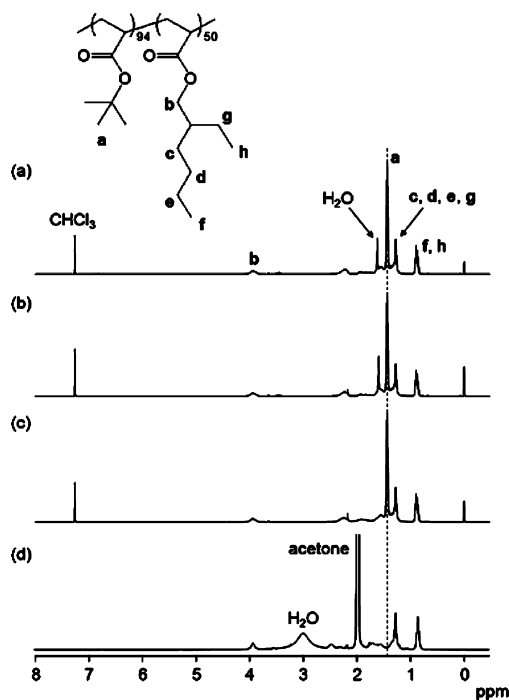 94
50
O
O
O
O
a
b
g
h
c
d
e
f
(a)
CHCl3
b
H2O
a
c, d, e, g
f, h
(b)
(c)
(d)
acetone
H2O
8 7 6 5 4 3 2 1 0
ppm